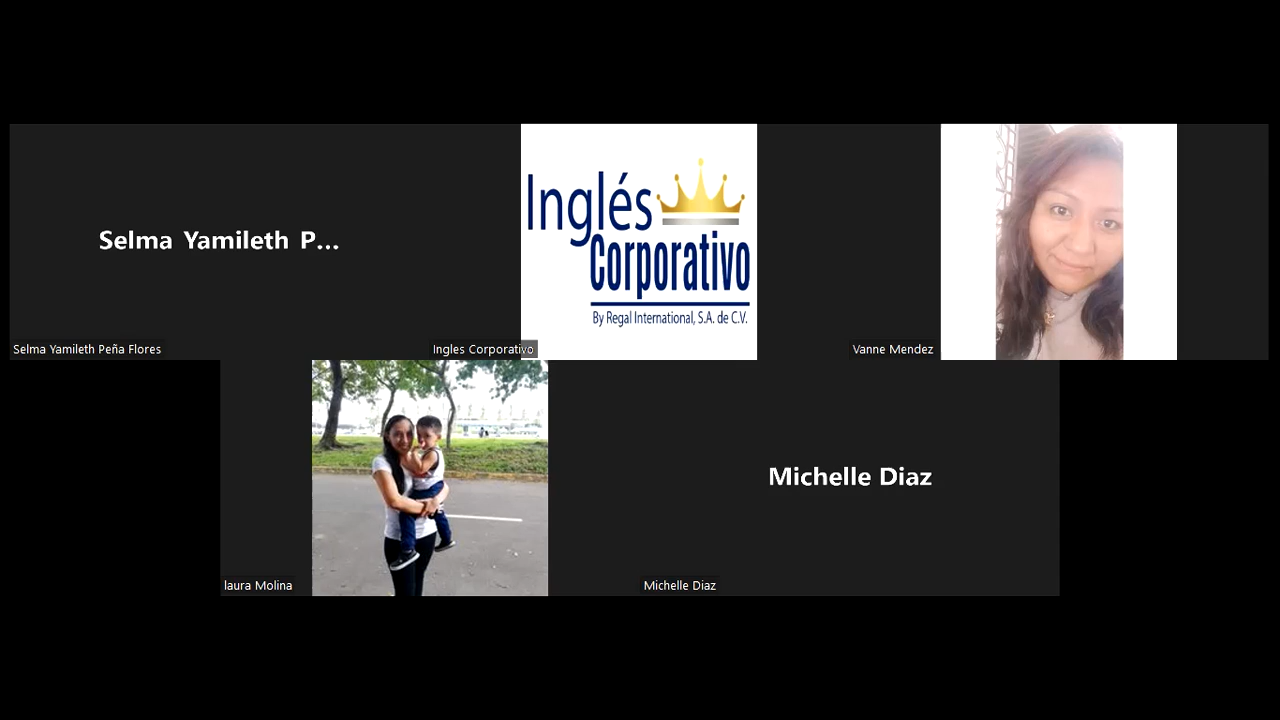 Selma Yamileth P...
Selma Yamileth Peña Flores
Inglés
Corporativo
By Regal International, S.A. de C.V.
Ingles Corporativo
Vanne Mendez
laura Molina
Michelle Diaz
Michelle Diaz